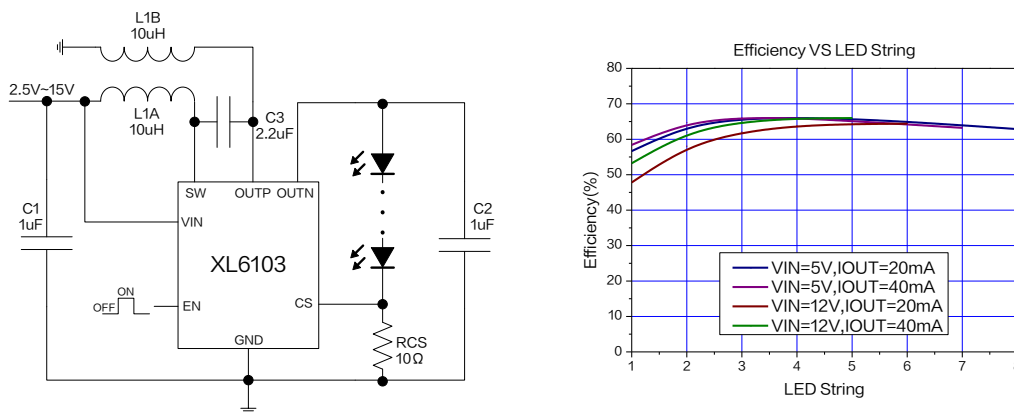 L1B
10uH
2.5V~15V
L1A
10uH
C3
2.2uF
SW
OUTP
OUTN
C1
1uF
VIN
C2
1uF
XL6103
ON
OFF
EN
CS
GND
RCS
10Ω
Efficiency VS LED String
80
70
60
50
40
30
20
10
0
Efficiency(%)
VIN=5V,IOUT=20mA
VIN=5V,IOUT=40mA
VIN=12V,IOUT=20mA
VIN=12V,IOUT=40mA
1 2 3 4 5 6 7
LED String